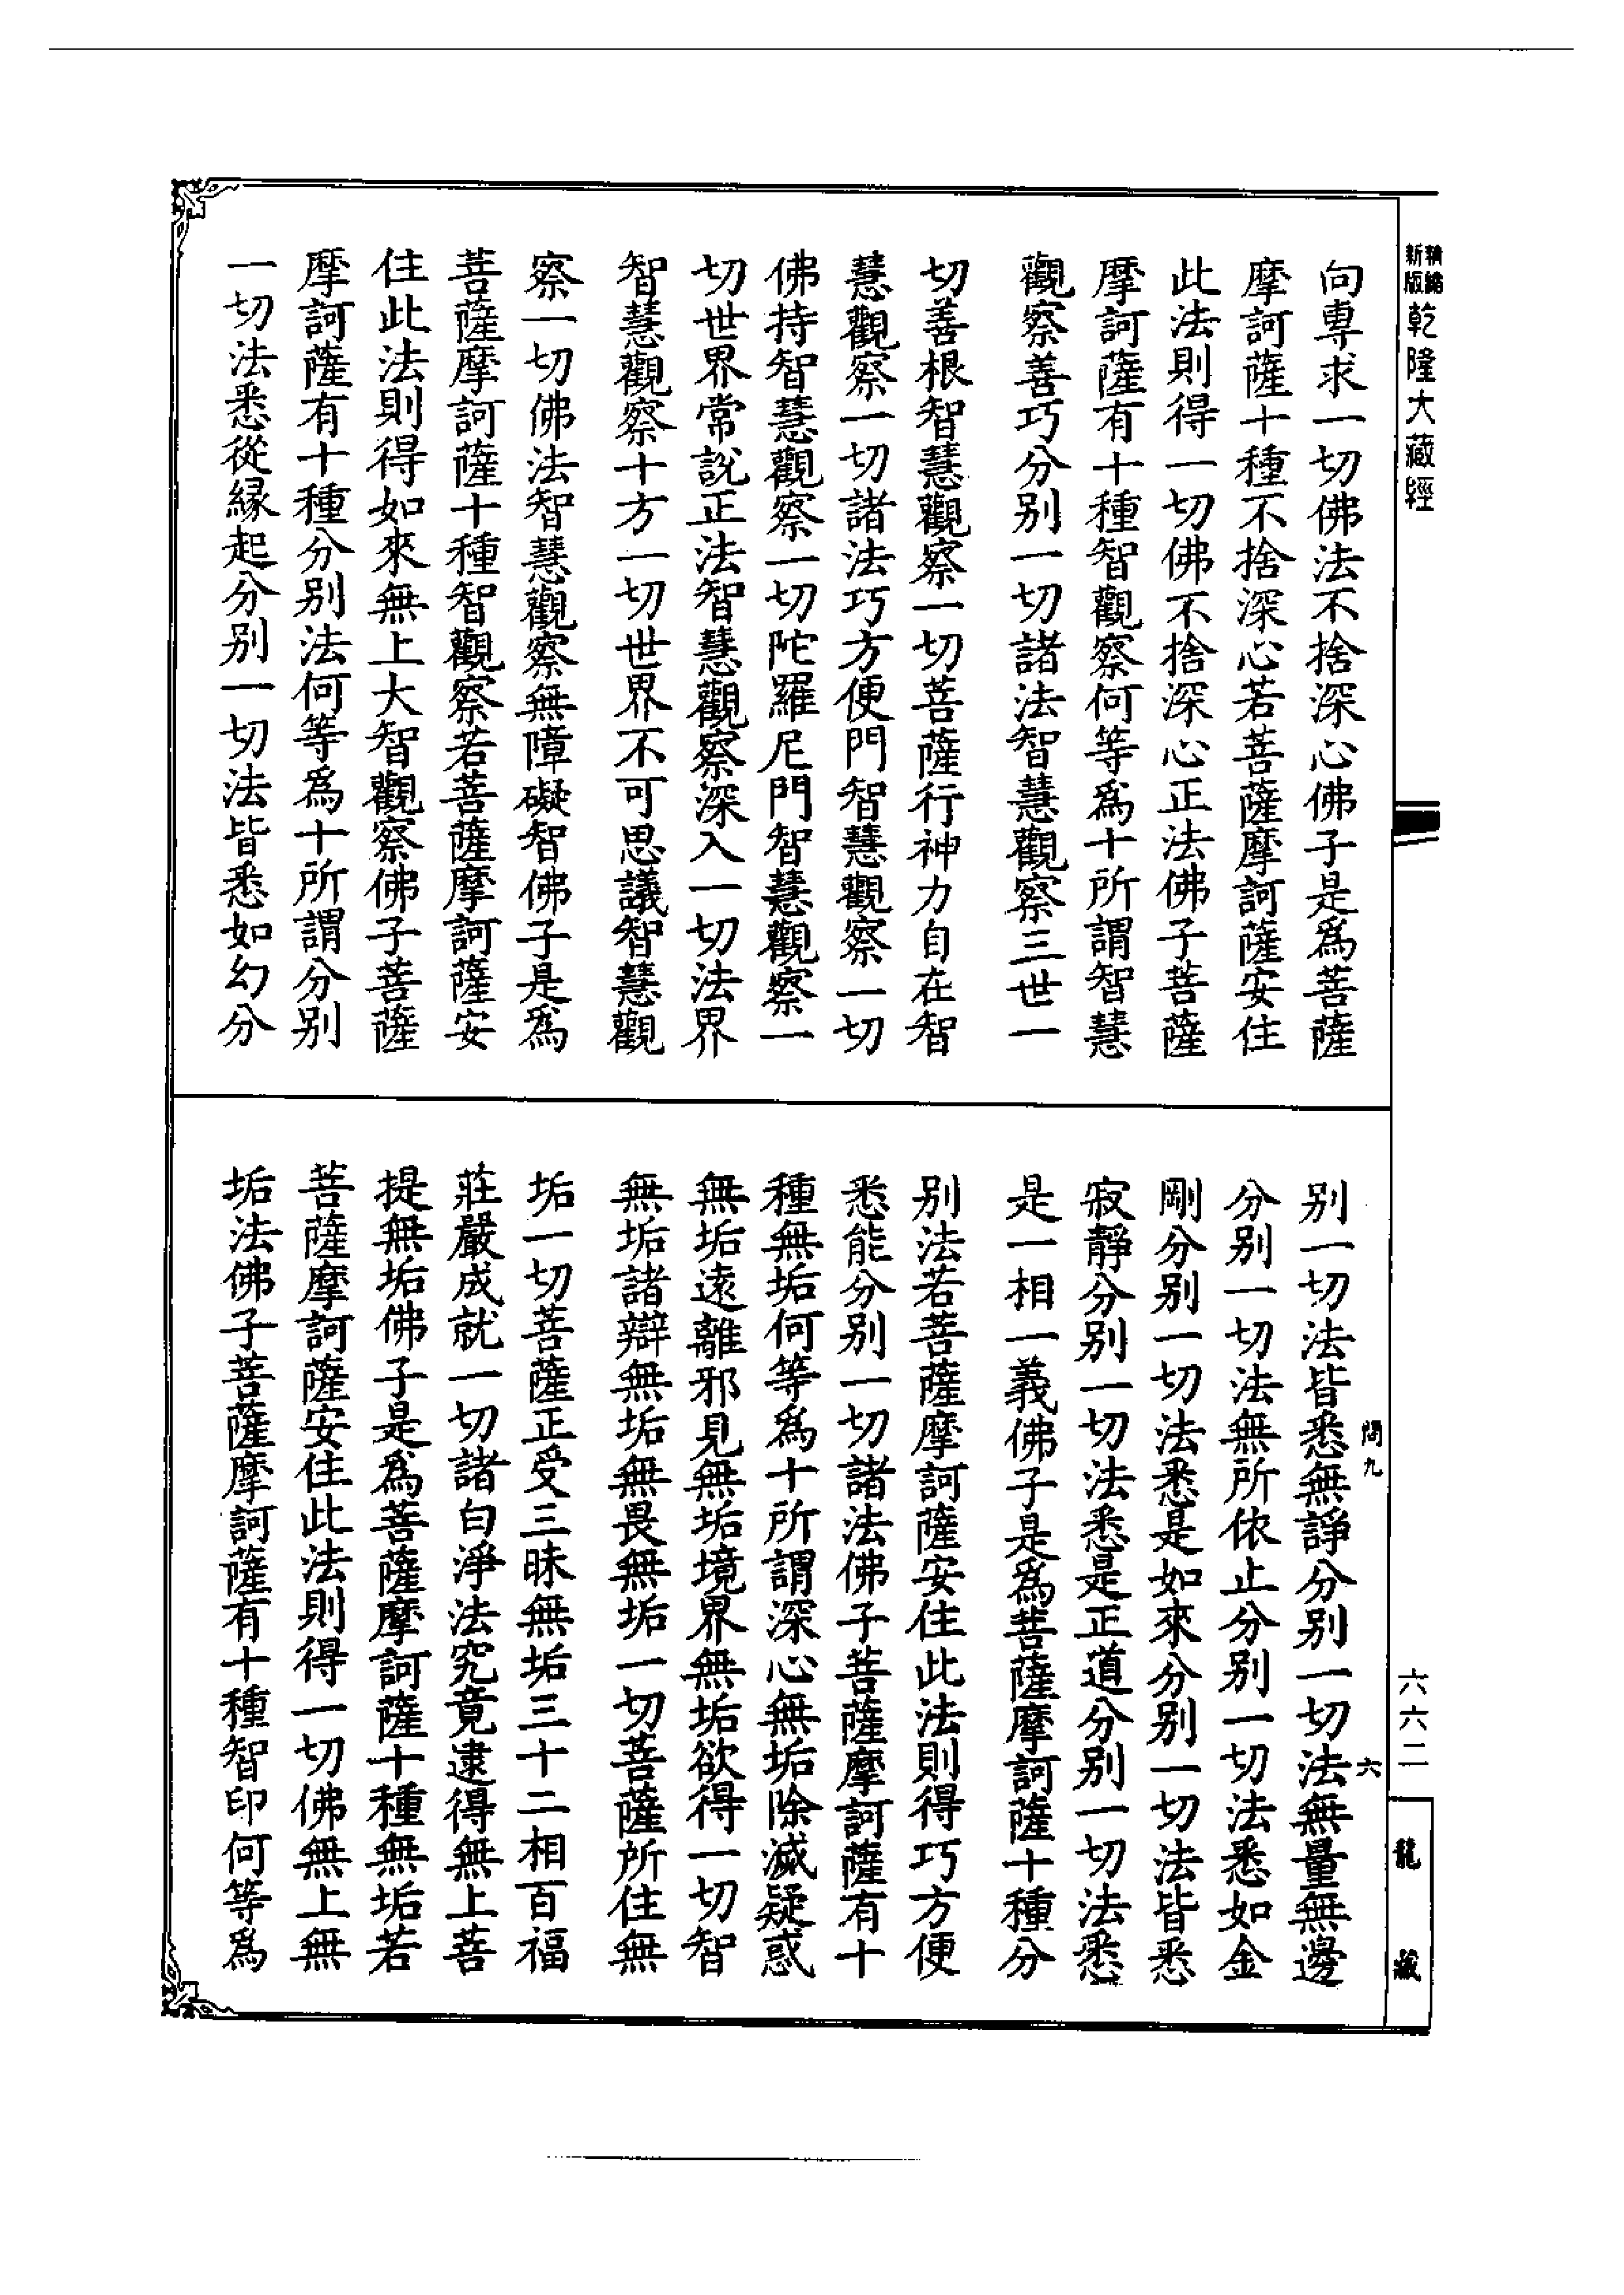 精縮新版
乾隆大藏經
向專求一切佛法不捨深心佛子是為菩薩
摩訶薩十種不捨深心若菩薩摩訶薩安住
此法則得一切佛不捨深心正法佛子菩薩
摩訶薩有十種智觀察何等為十所謂智慧
觀察善巧分別一切諸法智慧觀察三世一
切善根智慧觀察一切菩薩行神力自在智
慧觀察一切諸法巧方便門智慧觀察一切
佛持智慧觀察一切陀羅尼門智慧觀察一
切世界常說正法智慧觀察深入一切法界
智慧觀察十方一切世界不可思議智慧觀
察一切佛法智慧觀察無障礙智佛子是為
菩薩摩訶薩十種智觀察若菩薩摩訶薩安
住此法則得如來無上大智觀察佛子菩薩
摩訶薩有十種分別法何等為十所謂分別
一切法悉從緣起分別一切法皆悉如幻分
別一切法皆悉無諍分別一切法無量無邊
分別一切法無所依止分別一切法悉如金
剛分別一切法悉是如來分別一切法皆悉
寂靜分別一切法悉是正道分別一切法悉
是一相一義佛子是為菩薩摩訶薩十種分
別法若菩薩摩訶薩安住此法則得巧方便
悉能分別一切諸法佛子菩薩摩訶薩有十
種無垢何等為十所謂深心無垢除滅疑惑
無垢遠離邪見無垢境界無垢欲得一切智
無垢諸辯無垢無畏無垢一切菩薩所住無
垢一切菩薩正受三昧無垢三十二相百福
莊嚴成就一切諸白淨法究竟逮得無上菩
提無垢佛子是為菩薩摩訶薩十種無垢若
菩薩摩訶薩安住此法則得一切佛無上無
垢法佛子菩薩摩訶薩有十種智印何等為
問九
六
六六二
龍藏